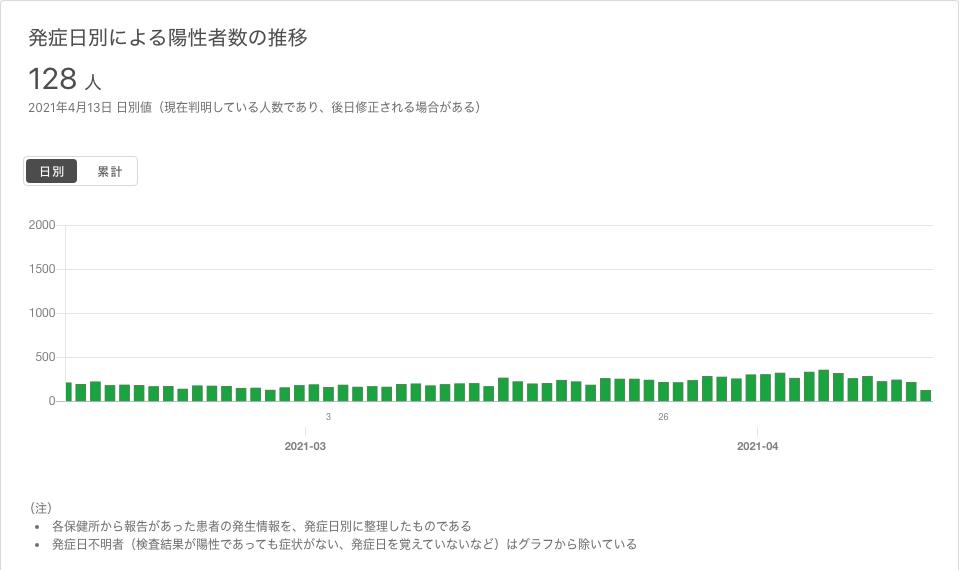 発症日別による陽性者数の推移
128 人
2021年4月13日 日別値（現在判明している人数であり、後日修正される場合がある）
日別 累計
2000
1500
1000
500
0
3 26
2021-03 2021-04
（注）
• 各保健所から報告があった患者の発生情報を、発症日別に整理したものである
• 発症日不明者（検査結果が陽性であっても症状がない、発症日を覚えていないなど）はグラフから除いている